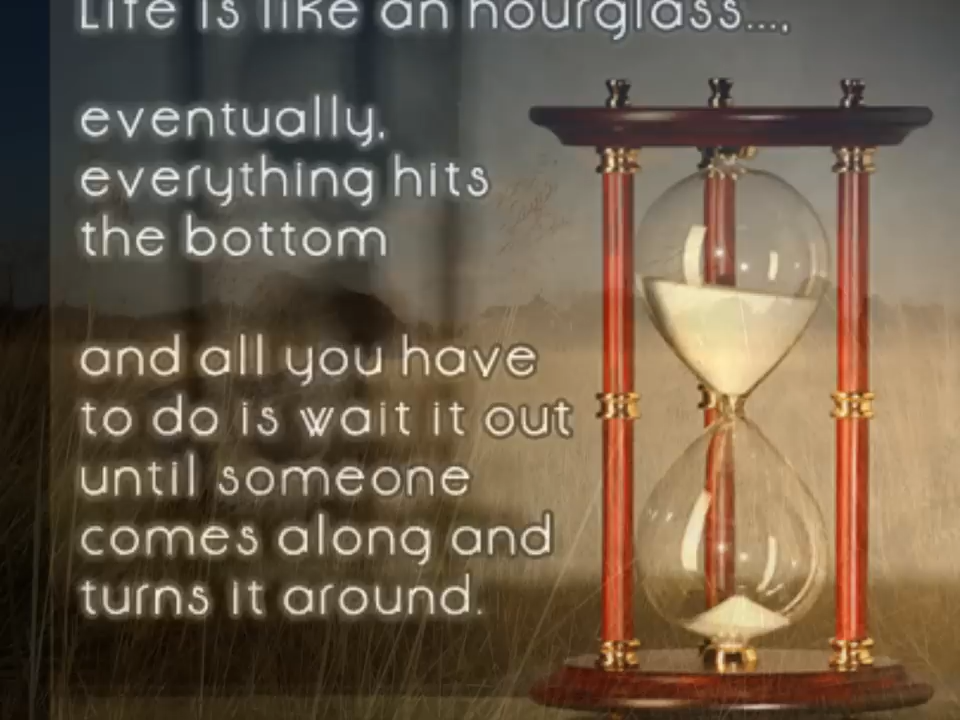 Life is like an hourglass...,
eventually,
everything hits
the bottom
and all you have
to do is wait it out
until someone
comes along and
turns it around.